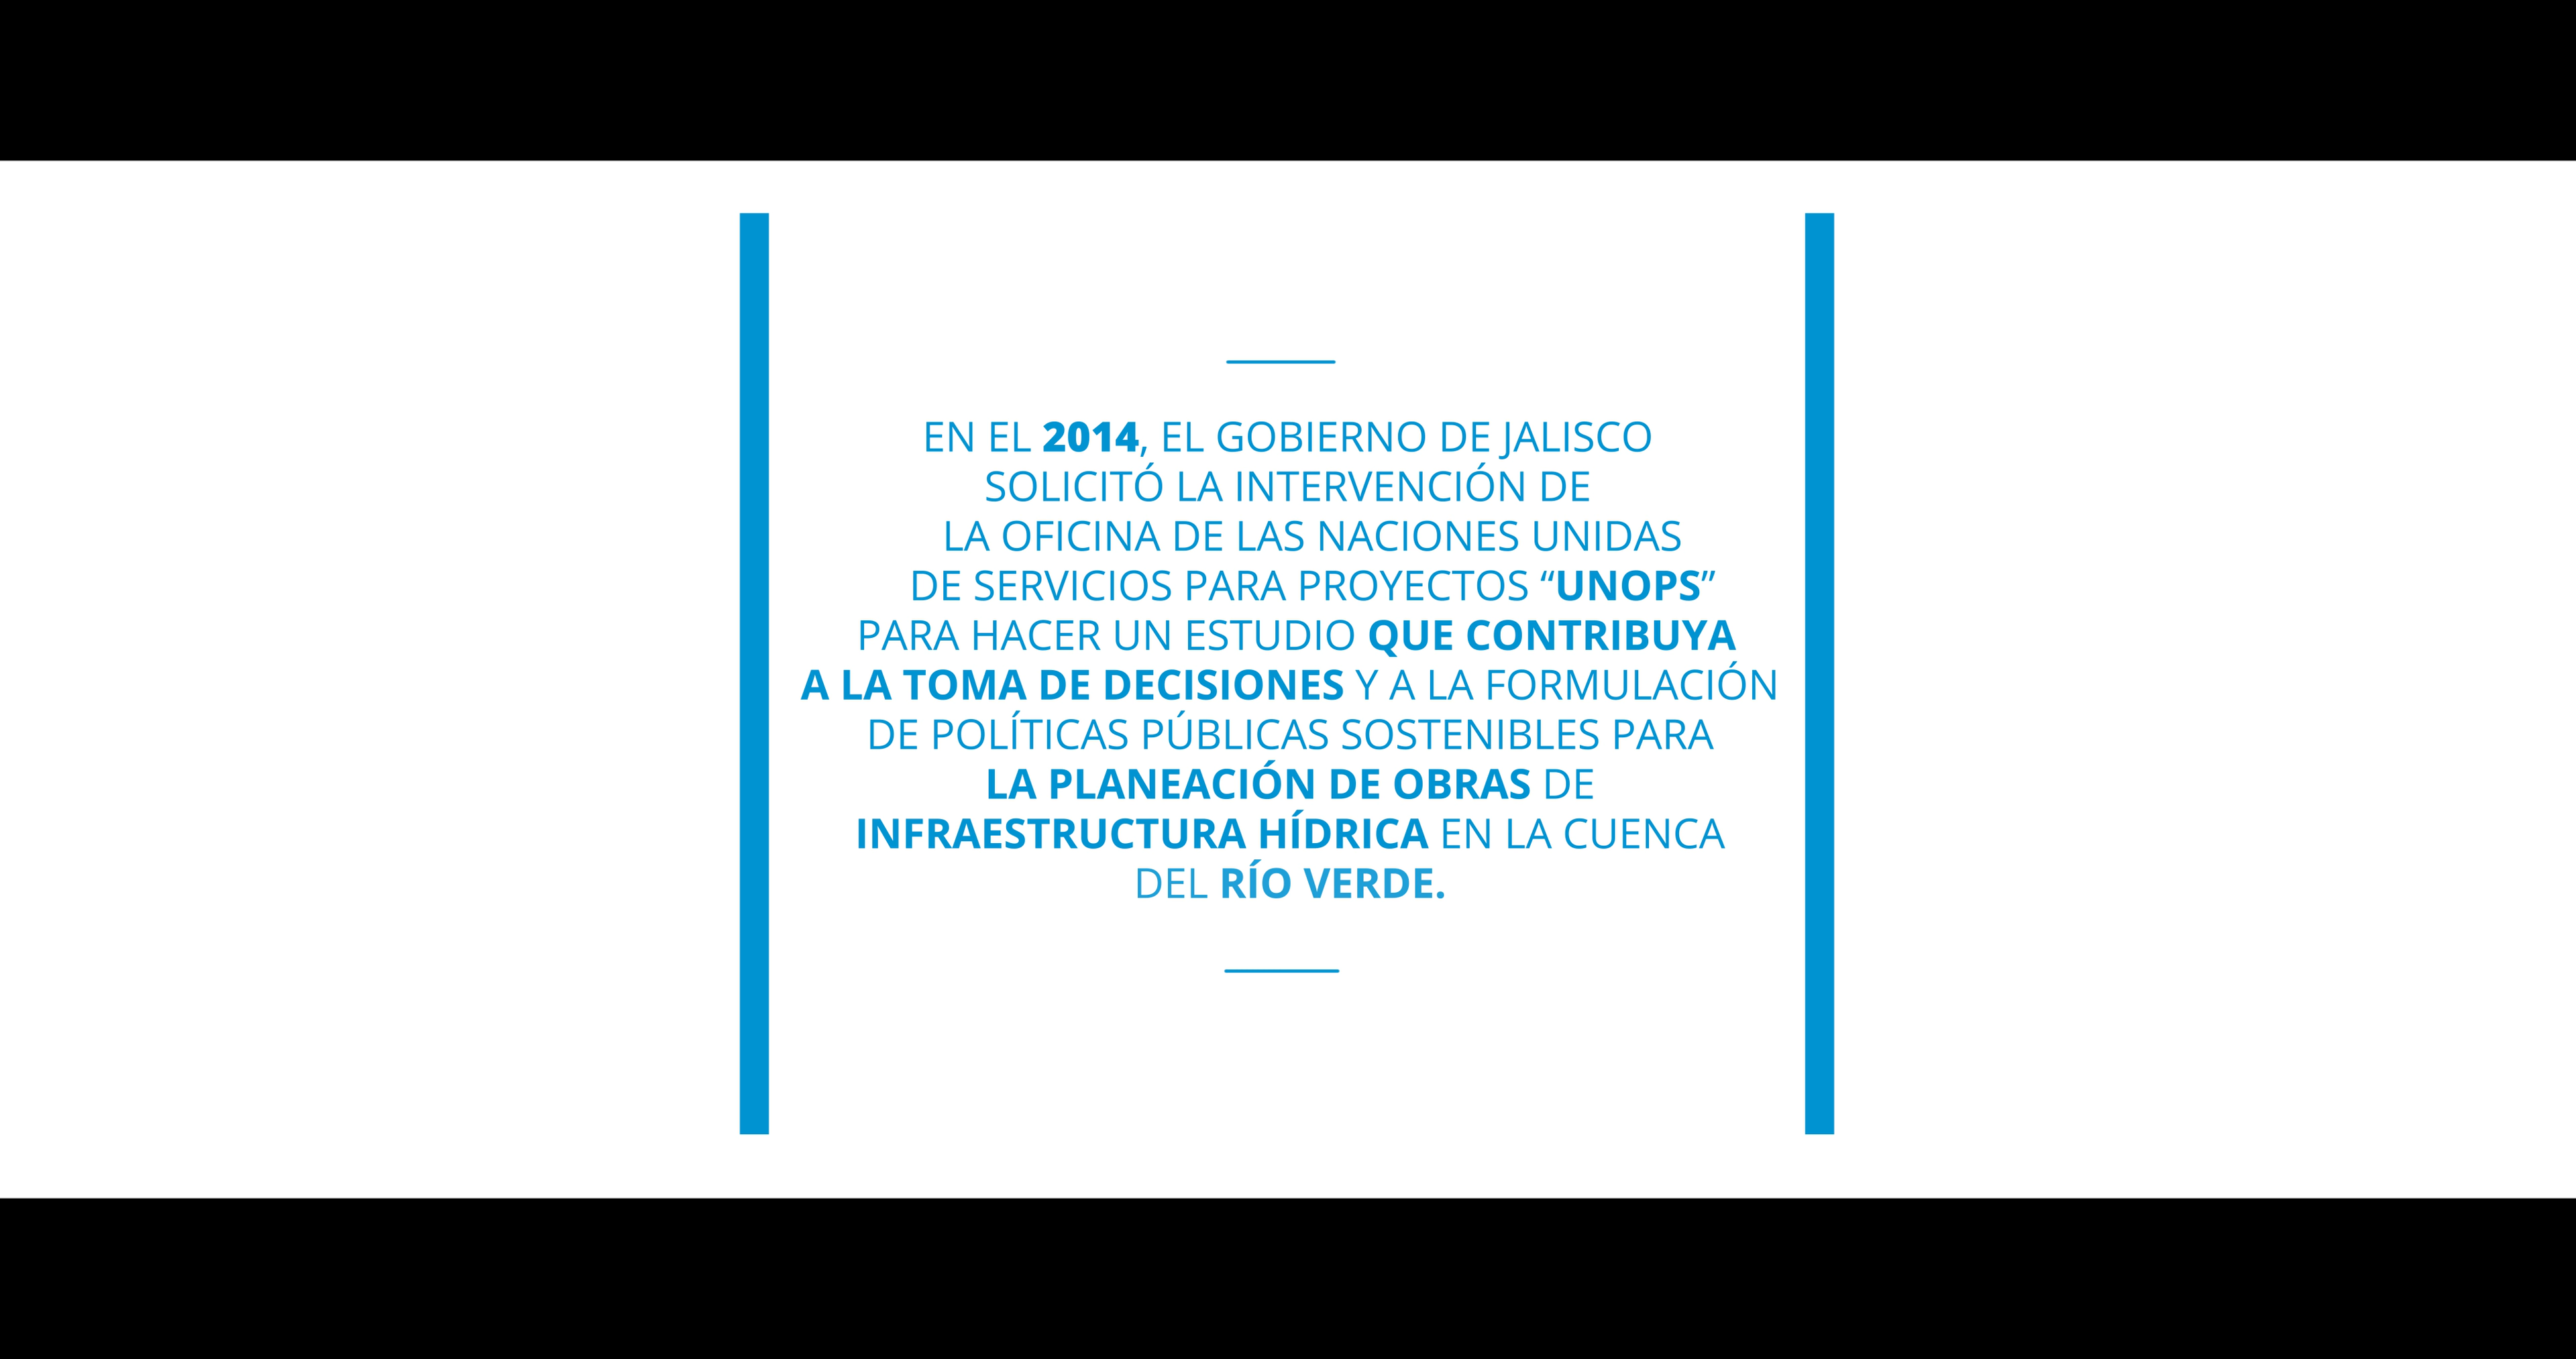 EN EL 2014, EL GOBIERNO DE JALISCO
SOLICITÓ LA INTERVENCIÓN DE
LA OFICINA DE LAS NACIONES UNIDAS
DE SERVICIOS PARA PROYECTOS “UNOPS”
PARA HACER UN ESTUDIO QUE CONTRIBUYA
A LA TOMA DE DECISIONES Y A LA FORMULACIÓN
DE POLÍTICAS PÚBLICAS SOSTENIBLES PARA
LA PLANEACIÓN DE OBRAS DE
INFRAESTRUCTURA HÍDRICA EN LA CUENCA
DEL RÍO VERDE.